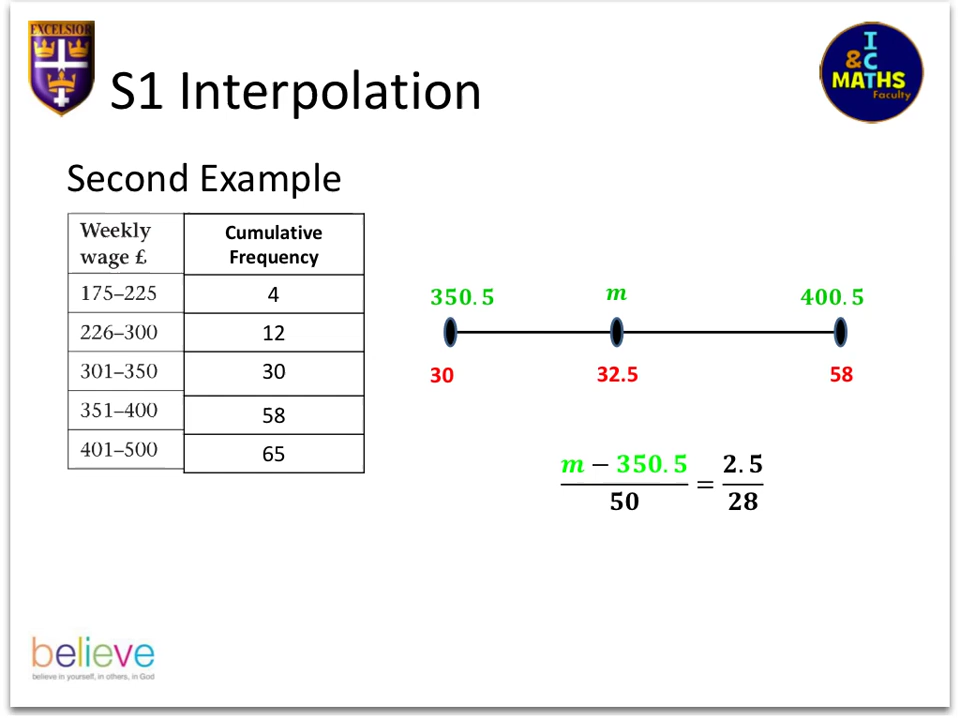 EXCELSIOR
S1 Interpolation
I
&
C
MATHS
Faculty
Second Example
Weekly wage £ Cumulative Frequency
175–225 4
226–300 12
301–350 30
351–400 58
401–500 65
350.5 m 400.5
30 32.5 58
m − 350.5 / 50 = 2.5 / 28
believe
believe in yourself, in others, in God